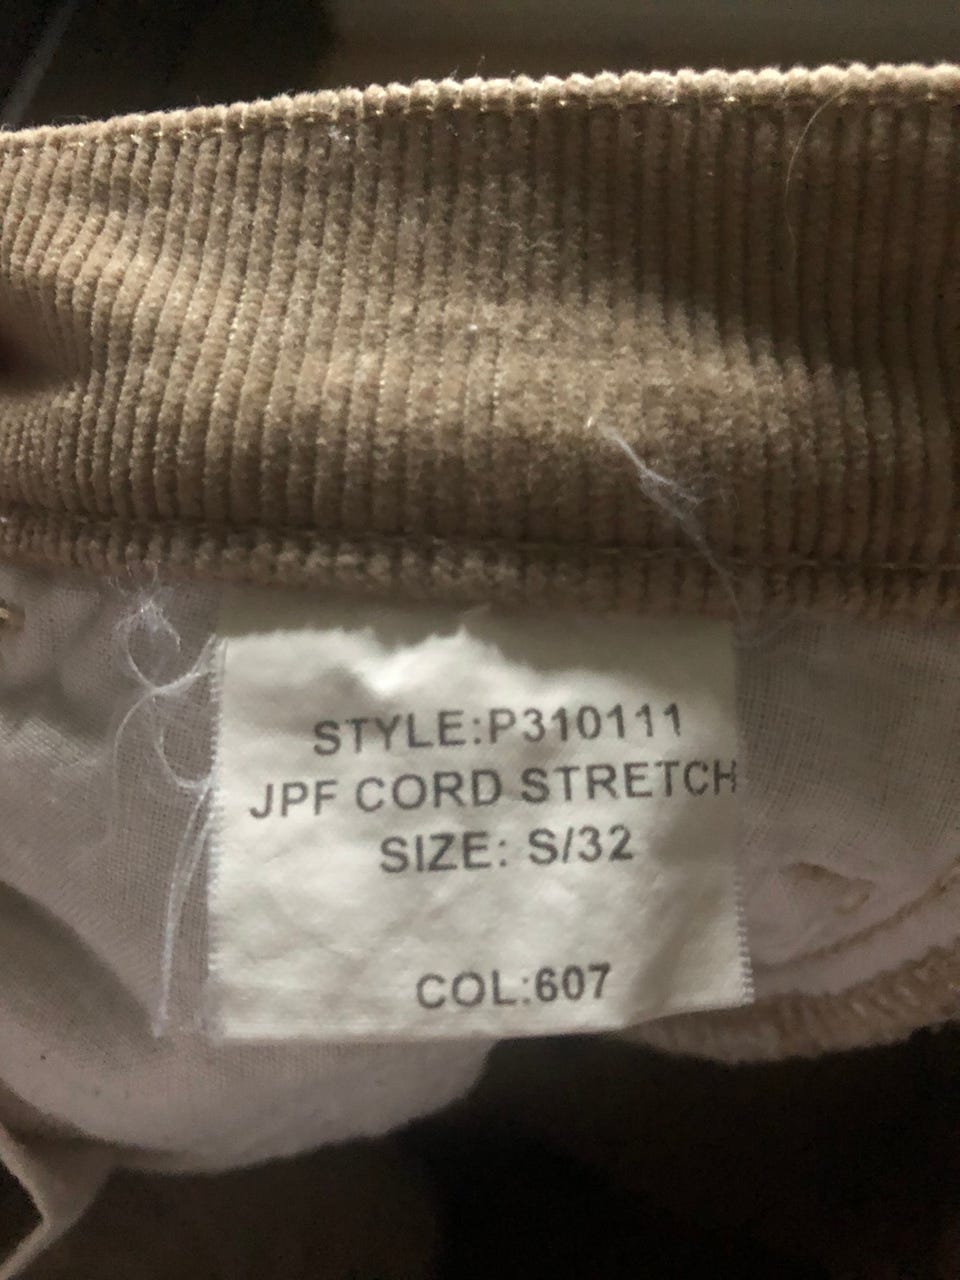 STYLE:P310111
JPF CORD STRETCH
SIZE: S/32
COL:607